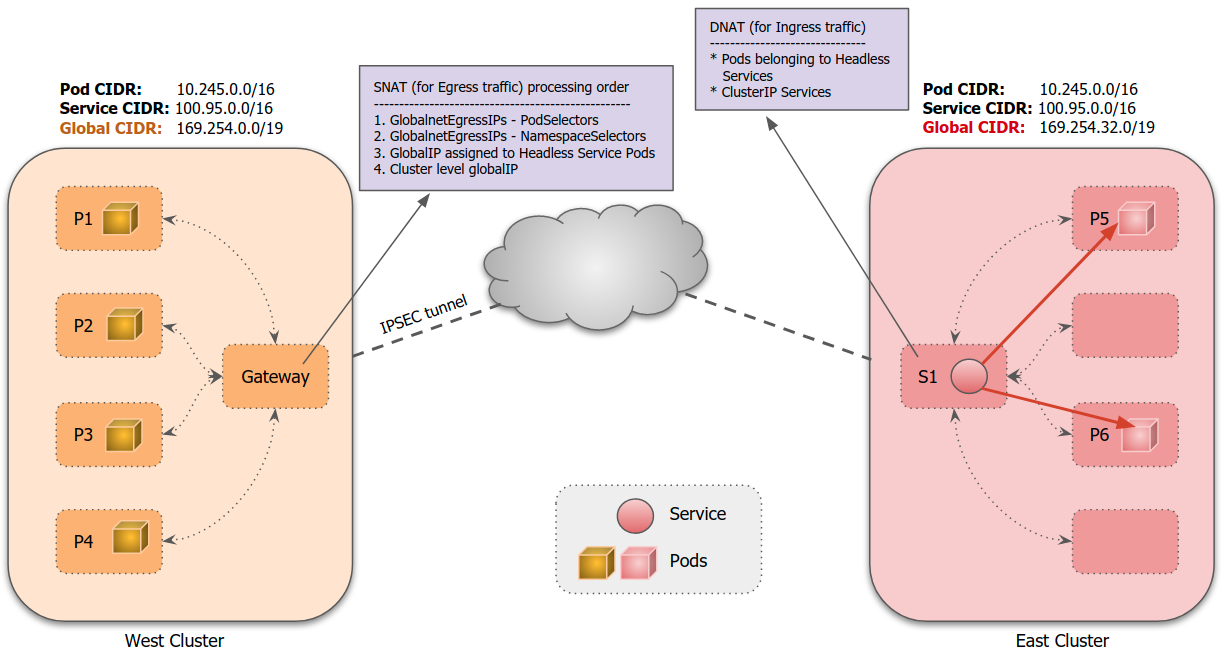 DNAT (for Ingress traffic)
------------------------------
* Pods belonging to Headless
Services
* ClusterIP Services
SNAT (for Egress traffic) processing order
--------------------------------------------------
1. GlobalnetEgressIPs - PodSelectors
2. GlobalnetEgressIPs - NamespaceSelectors
3. GlobalIP assigned to Headless Service Pods
4. Cluster level globalIP
Pod CIDR: 10.245.0.0/16
Service CIDR: 100.95.0.0/16
Global CIDR: 169.254.0.0/19
Pod CIDR: 10.245.0.0/16
Service CIDR: 100.95.0.0/16
Global CIDR: 169.254.32.0/19
P1
P2
P3
P4
Gateway
IPSEC tunnel
S1
P5
P6
Service
Pods
West Cluster
East Cluster